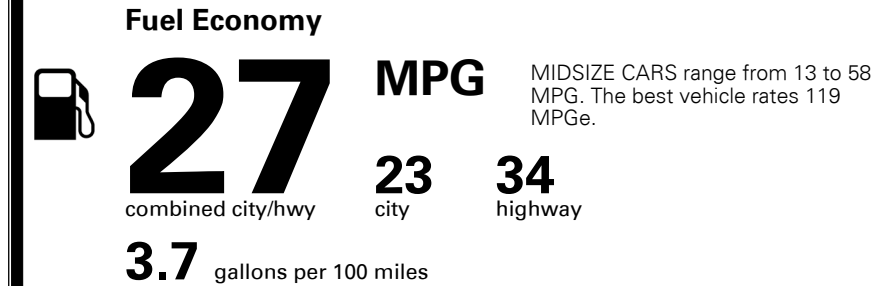 Fuel Economy
27 MPG
MIDSIZE CARS range from 13 to 58
MPG. The best vehicle rates 119
MPGe.
combined city/hwy
23
city
34
highway
3.7 gallons per 100 miles